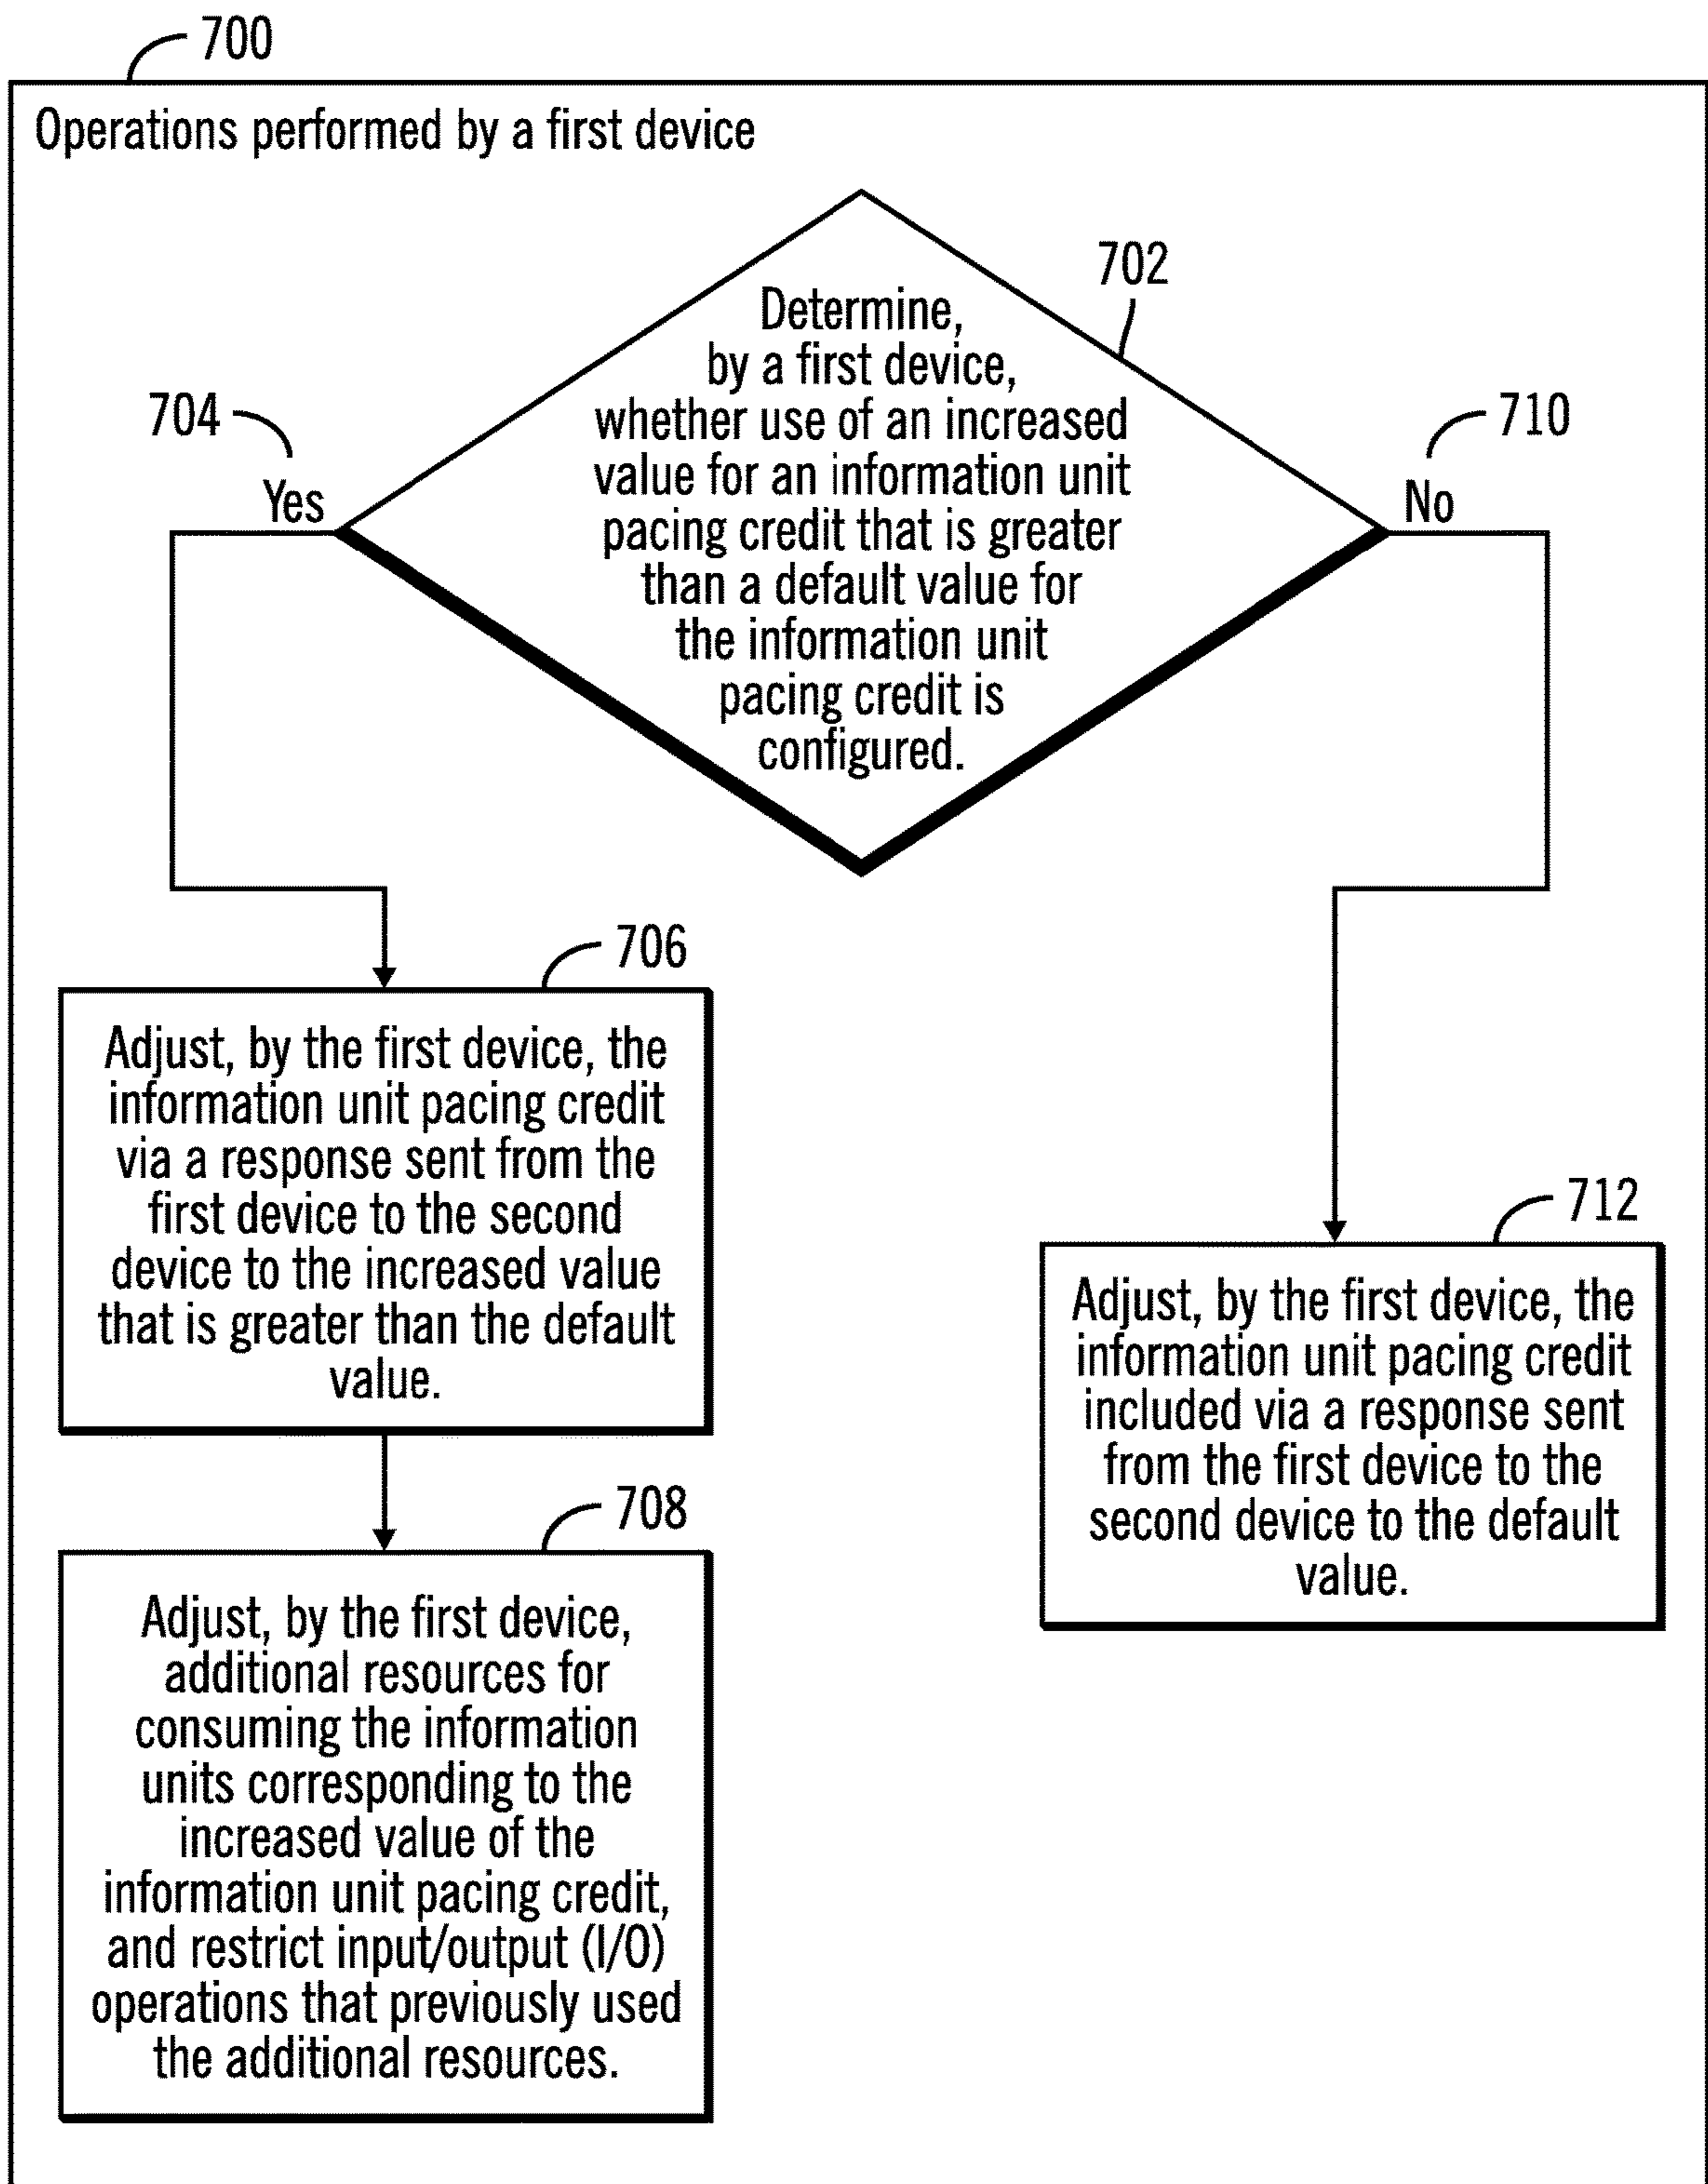 700
Operations performed by a first device
702
Determine,
by a first device,
whether use of an increased
value for an information unit
pacing credit that is greater
than a default value for
the information unit
pacing credit is
configured.
704
Yes
710
No
706
Adjust, by the first device, the
information unit pacing credit
via a response sent from the
first device to the second
device to the increased value
that is greater than the default
value.
708
Adjust, by the first device,
additional resources for
consuming the information
units corresponding to the
increased value of the
information unit pacing credit,
and restrict input/output (I/O)
operations that previously used
the additional resources.
712
Adjust, by the first device, the
information unit pacing credit
included via a response sent
from the first device to the
second device to the default
value.